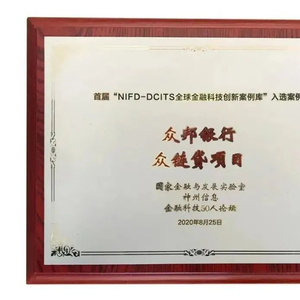 首届“NIFD-DCITS全球金融科技创新案例库”入选案例
众邦银行
众链贷项目
国家金融与发展实验室
神州信息
金融科技50人论坛
2020年8月25日